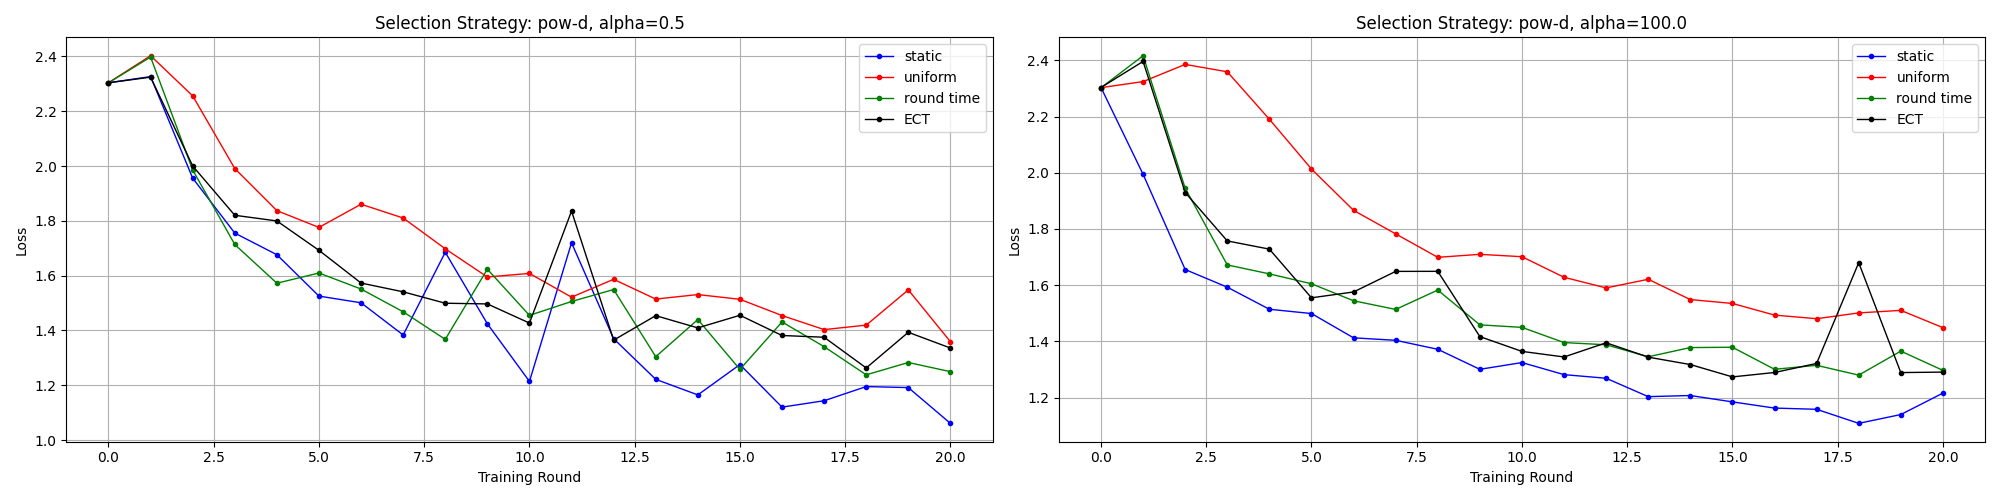 Selection Strategy: pow-d, alpha=0.5
2.4
2.2
2.0
1.8
1.6
1.4
1.2
1.0
Loss
static
uniform
round time
ECT
0.0 2.5 5.0 7.5 10.0 12.5 15.0 17.5 20.0
Training Round
Selection Strategy: pow-d, alpha=100.0
2.4
2.2
2.0
1.8
1.6
1.4
1.2
Loss
static
uniform
round time
ECT
0.0 2.5 5.0 7.5 10.0 12.5 15.0 17.5 20.0
Training Round